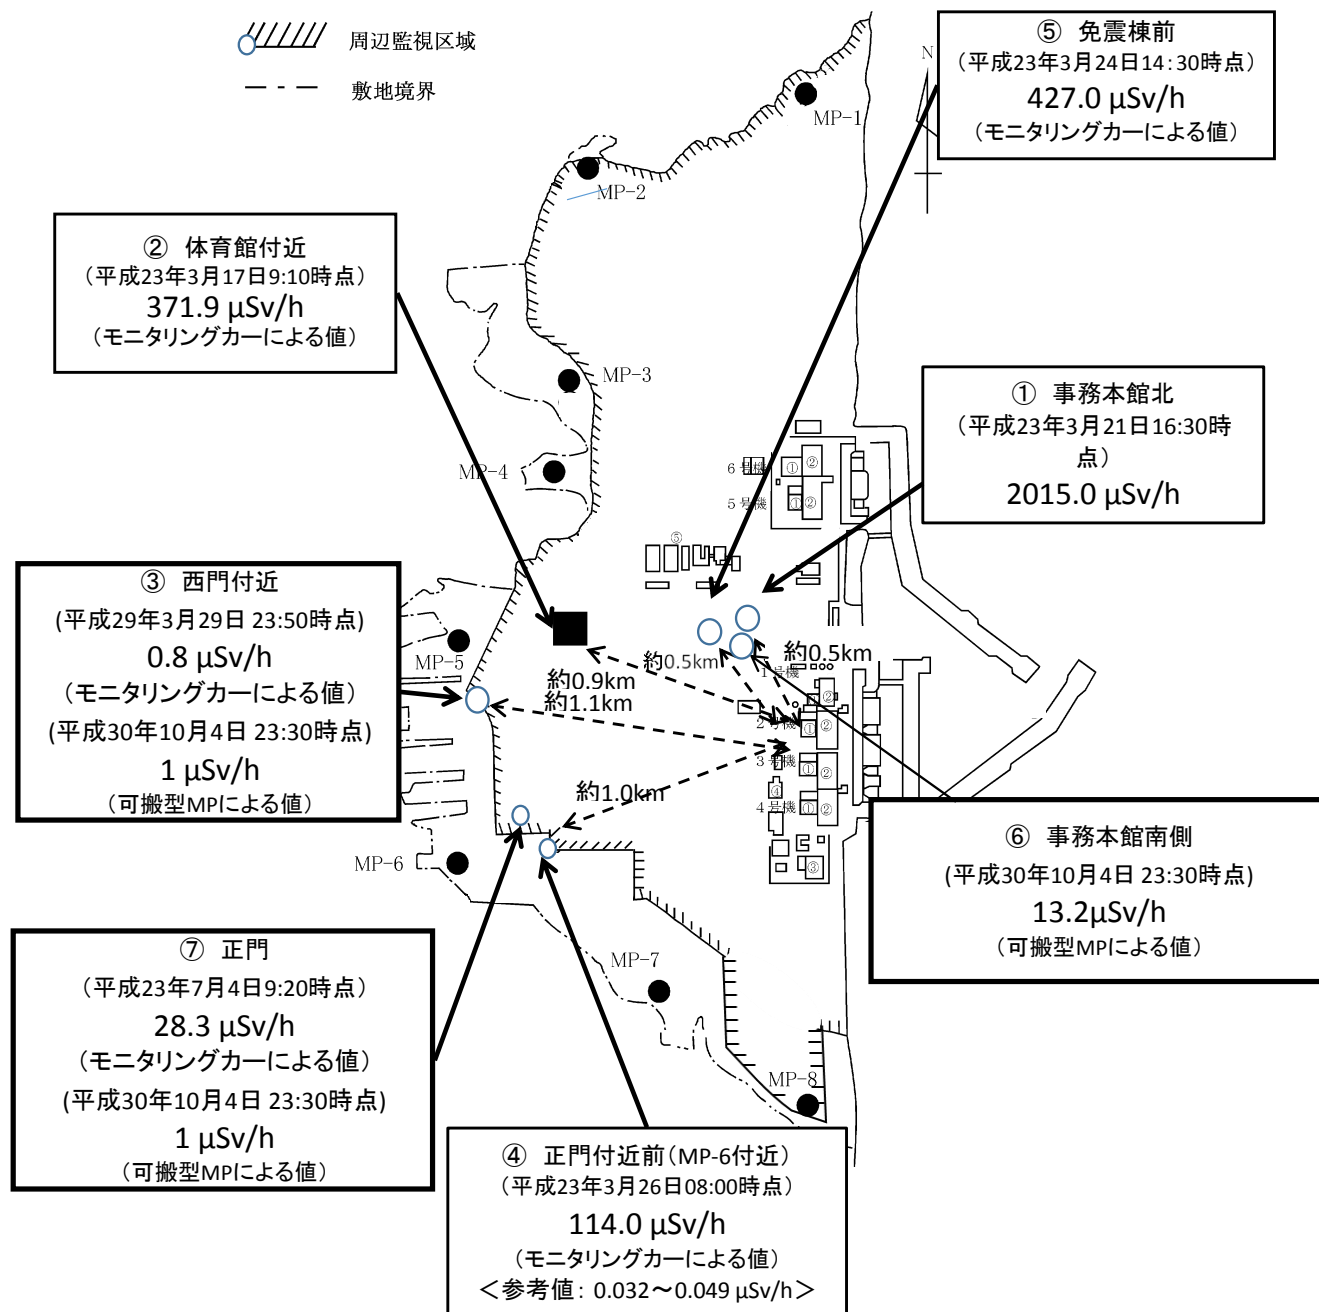 周辺監視区域
敷地境界
⑤ 免震棟前
(平成23年3月24日14:30時点)
427.0 µSv/h
(モニタリングカーによる値)
N
MP-1
MP-2
② 体育館付近
(平成23年3月17日9:10時点)
371.9 µSv/h
(モニタリングカーによる値)
MP-3
① 事務本館北
(平成23年3月21日16:30時
点)
2015.0 µSv/h
MP-4
6号機
① ②
5号機
① ②
⑤
③ 西門付近
(平成29年3月29日 23:50時点)
0.8 µSv/h
(モニタリングカーによる値)
(平成30年10月4日 23:30時点)
1 µSv/h
(可搬型MPによる値)
MP-5
約0.5km
約0.5km
約0.9km
約1.1km
1号機
②
2号機
① ②
3号機
① ②
約1.0km
④
4号機
① ②
③
MP-6
⑥ 事務本館南側
(平成30年10月4日 23:30時点)
13.2µSv/h
(可搬型MPによる値)
⑦ 正門
(平成23年7月4日9:20時点)
28.3 µSv/h
(モニタリングカーによる値)
(平成30年10月4日 23:30時点)
1 µSv/h
(可搬型MPによる値)
MP-7
MP-8
④ 正門付近前(MP-6付近)
(平成23年3月26日08:00時点)
114.0 µSv/h
(モニタリングカーによる値)
<参考値: 0.032~0.049 µSv/h>